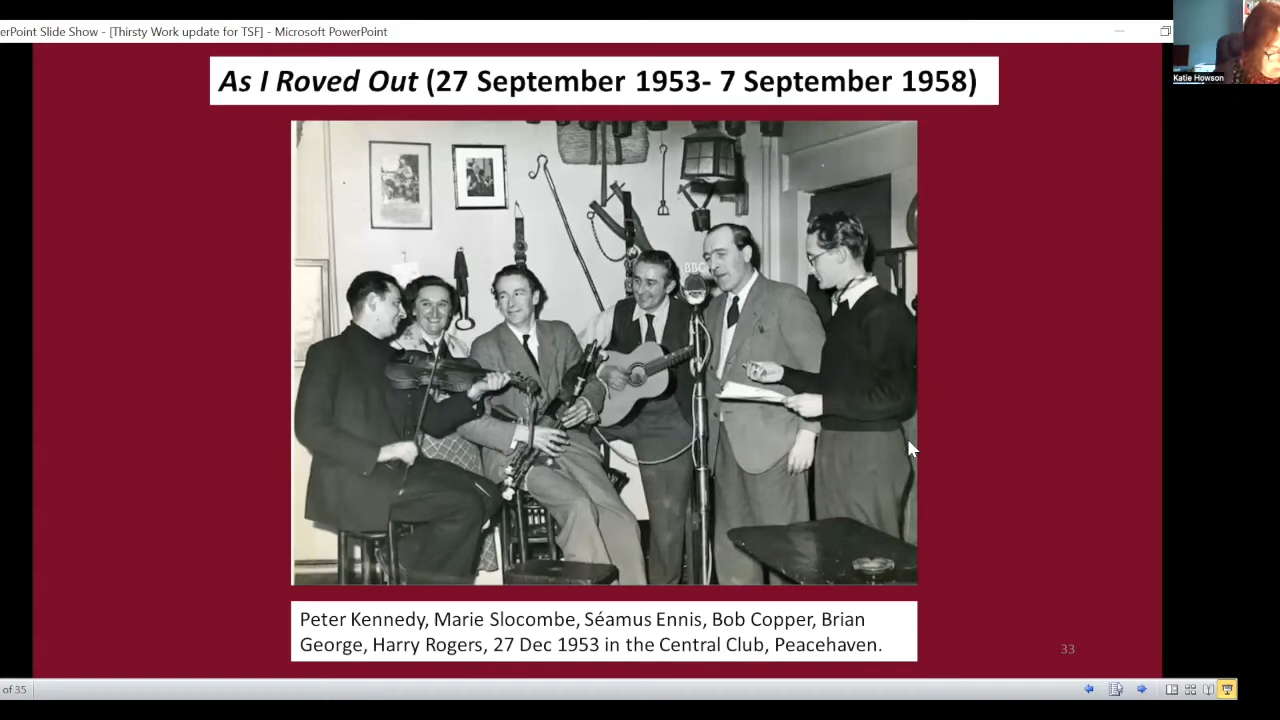 erPoint Slide Show - [Thirsty Work update for TSF] - Microsoft PowerPoint
Katie Howson
As I Roved Out (27 September 1953- 7 September 1958)
BBC
Peter Kennedy, Marie Slocombe, Séamus Ennis, Bob Copper, Brian
George, Harry Rogers, 27 Dec 1953 in the Central Club, Peacehaven.
33
of 35